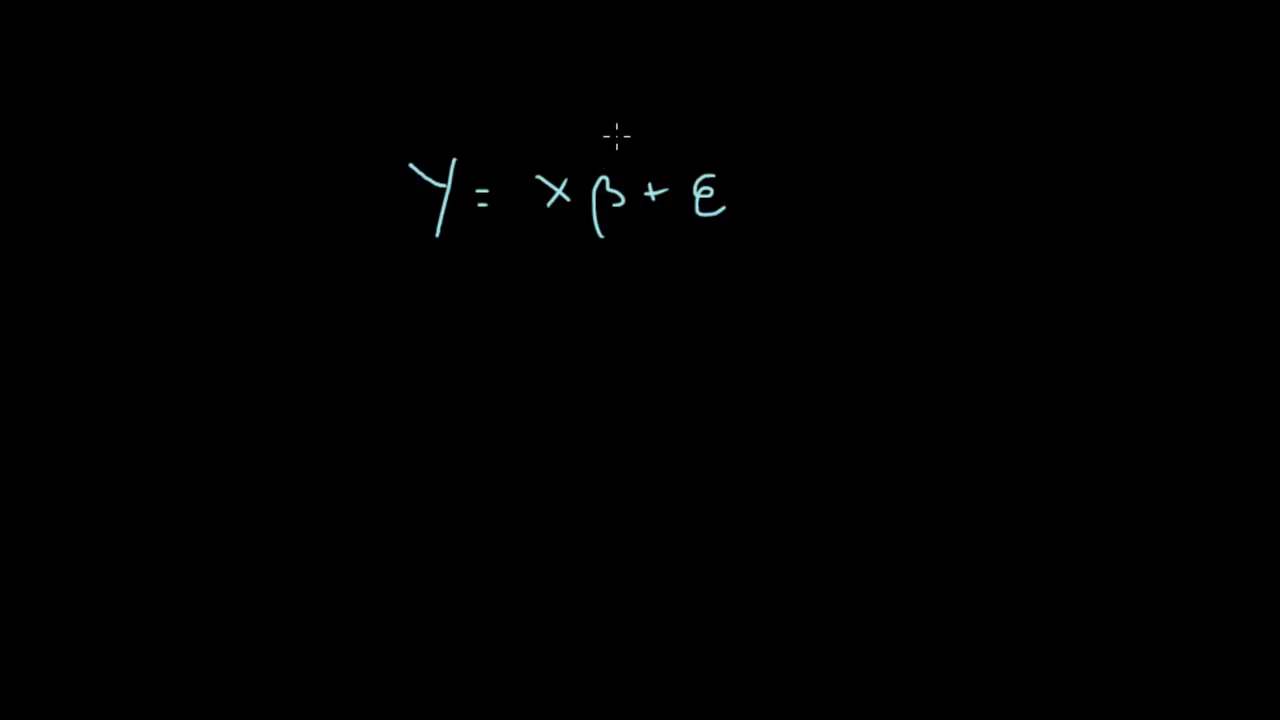 Y = xβ + ε